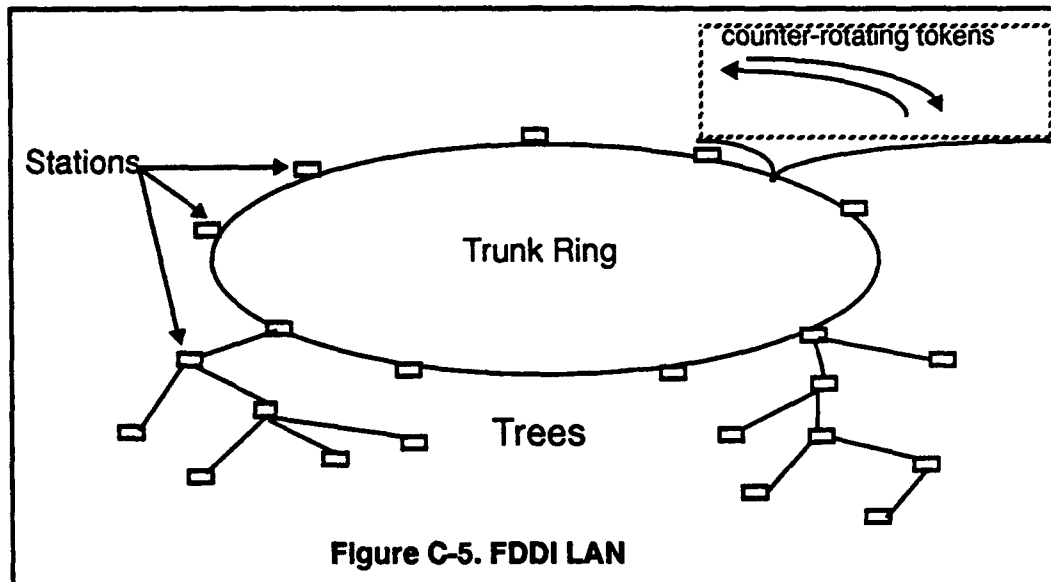 counter-rotating tokens
Stations
Trunk Ring
Trees
Figure C-5. FDDI LAN